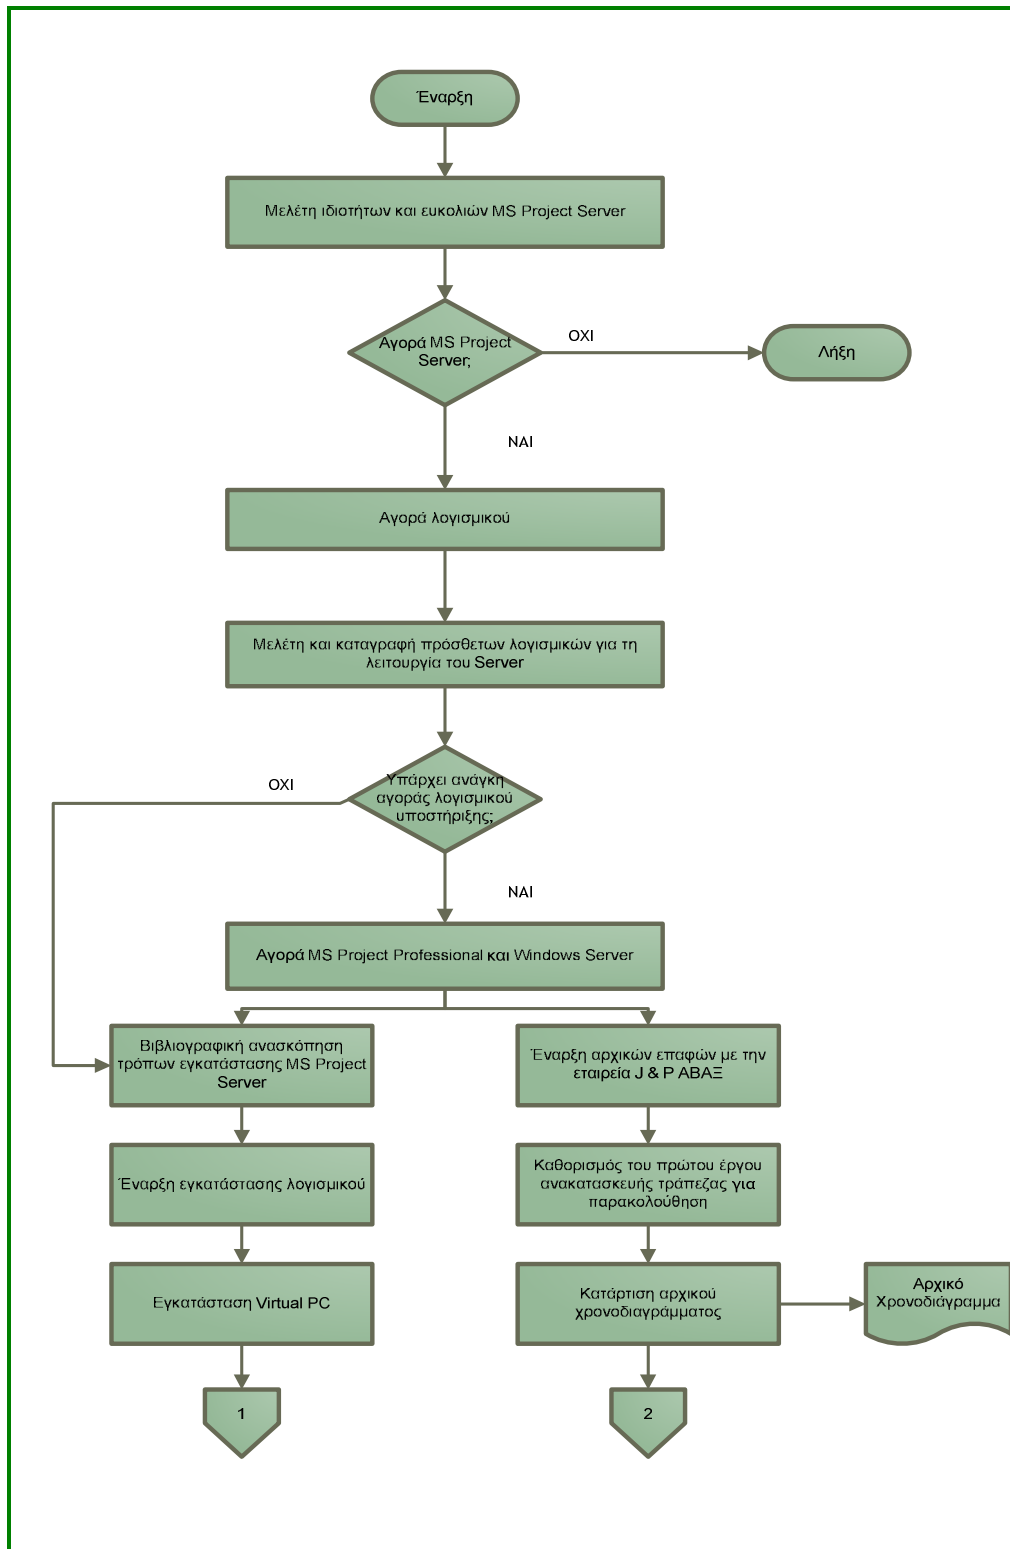 Έναρξη
Μελέτη ιδιοτήτων και ευκολιών MS Project Server
Αγορά MS Project
Server;
ΟΧΙ
Λήξη
ΝΑΙ
Αγορά λογισμικού
Μελέτη και καταγραφή πρόσθετων λογισμικών για τη
λειτουργία του Server
ΟΧΙ
Υπάρχει ανάγκη
αγοράς λογισμικού
υποστήριξης;
ΝΑΙ
Αγορά MS Project Professional και Windows Server
Βιβλιογραφική ανασκόπηση
τρόπων εγκατάστασης MS Project
Server
Έναρξη αρχικών επαφών με την
εταιρεία J & P ΑΒΑΞ
Έναρξη εγκατάστασης λογισμικού
Καθορισμός του πρώτου έργου
ανακατασκευής τράπεζας για
παρακολούθηση
Εγκατάσταση Virtual PC
Κατάρτιση αρχικού
χρονοδιαγράμματος
Αρχικό
Χρονοδιάγραμμα
1
2